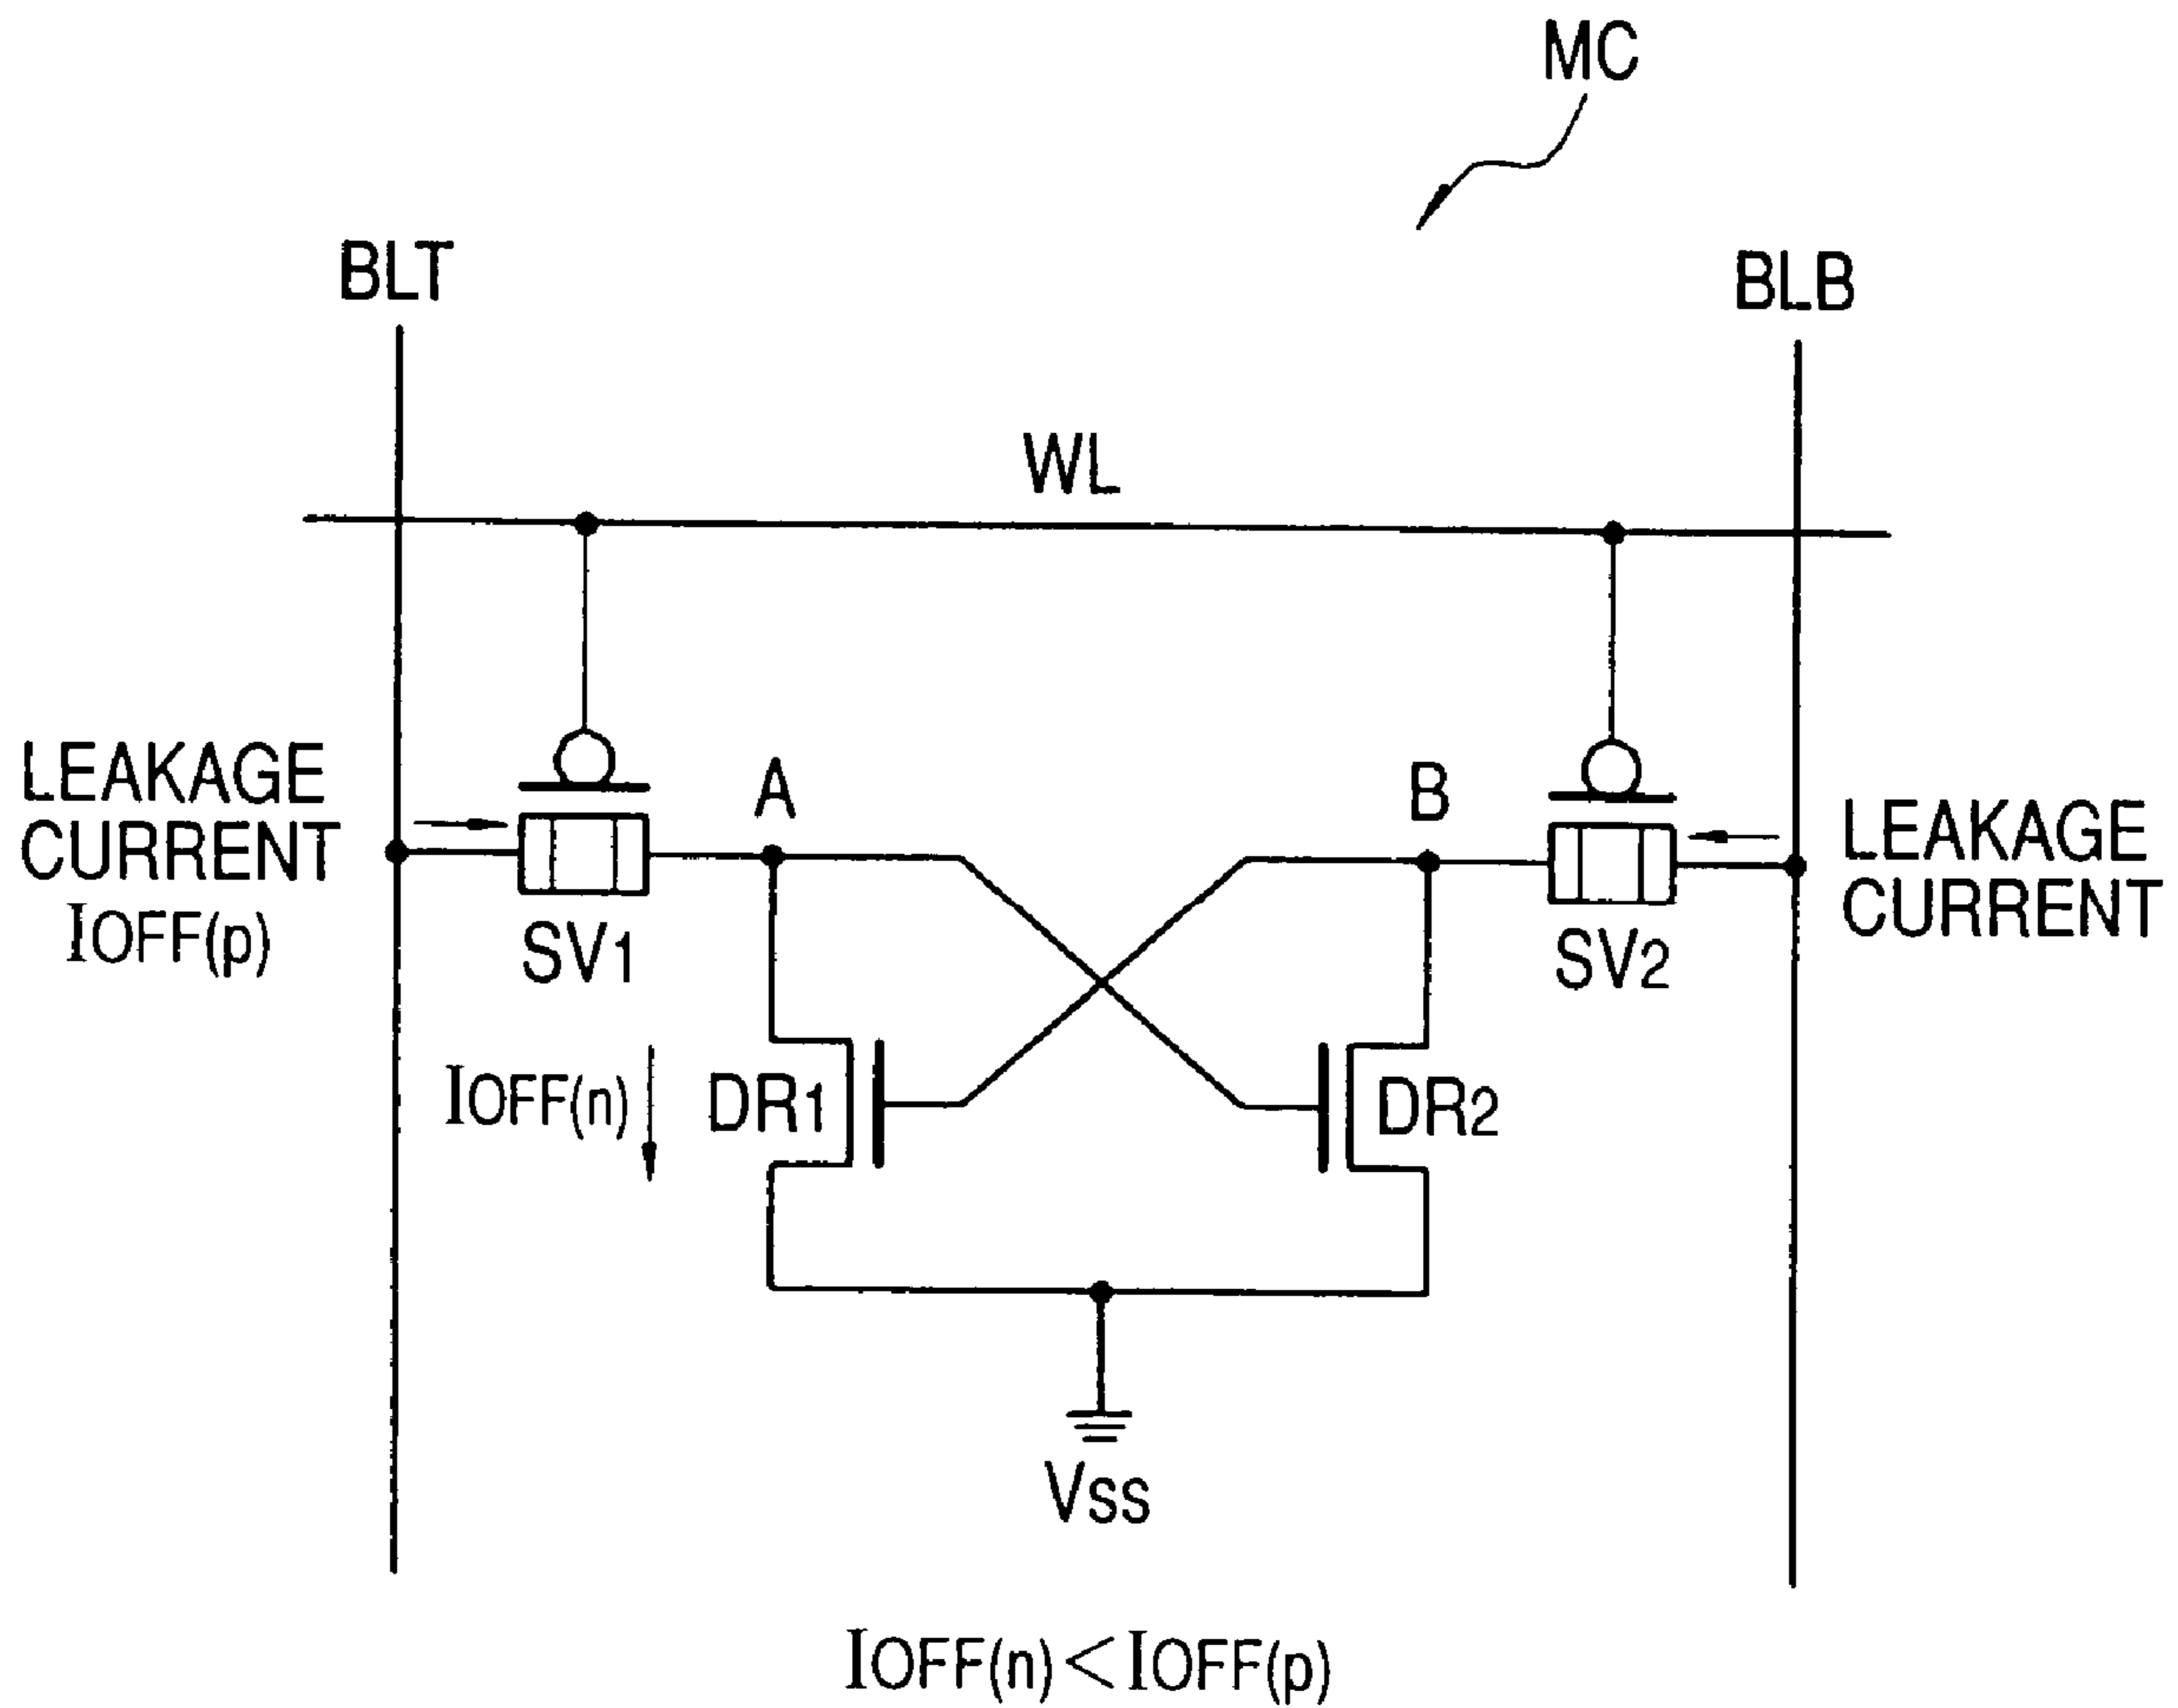 MC
BLT
BLB
WL
LEAKAGE
CURRENT
IOFF(p)
A
B
LEAKAGE
CURRENT
SV1
SV2
IOFF(n)
DR1
DR2
VSS
IOFF(n)<IOFF(p)